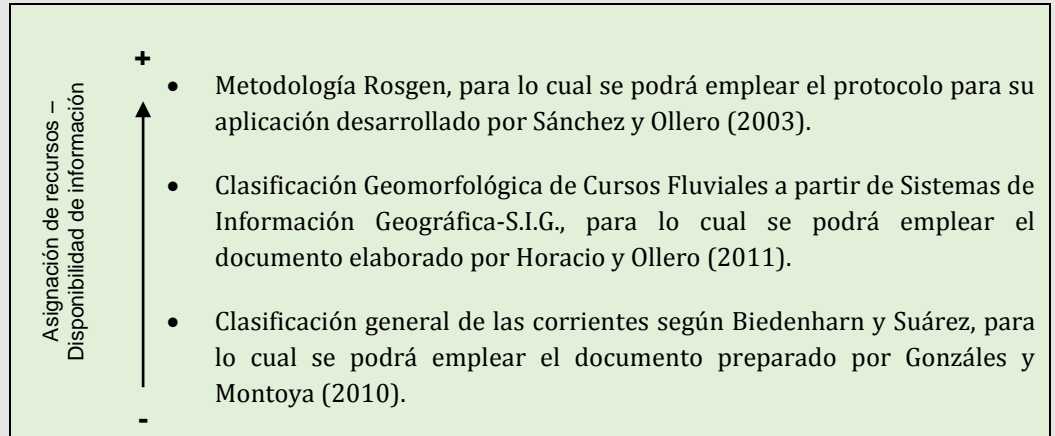 Asignación de recursos –
Disponibilidad de información
+
• Metodología Rosgen, para lo cual se podrá emplear el protocolo para su
aplicación desarrollado por Sánchez y Ollero (2003).
• Clasificación Geomorfológica de Cursos Fluviales a partir de Sistemas de
Información Geográfica-S.I.G., para lo cual se podrá emplear el
documento elaborado por Horacio y Ollero (2011).
• Clasificación general de las corrientes según Biedenharn y Suárez, para
lo cual se podrá emplear el documento preparado por Gonzáles y
Montoya (2010).
-